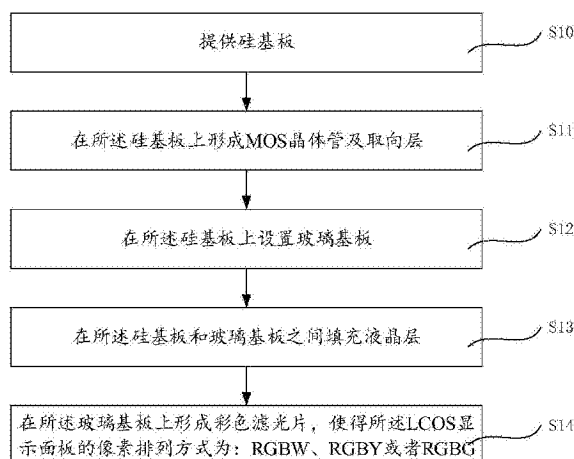 提供硅基板
S10
在所述硅基板上形成MOS晶体管及取向层
S11
在所述硅基板上设置玻璃基板
S12
在所述硅基板和玻璃基板之间填充液晶层
S13
在所述玻璃基板上形成彩色滤光片，使得所述LCOS显
示面板的像素排列方式为：RGBW、RGBY或者RGBG
S14